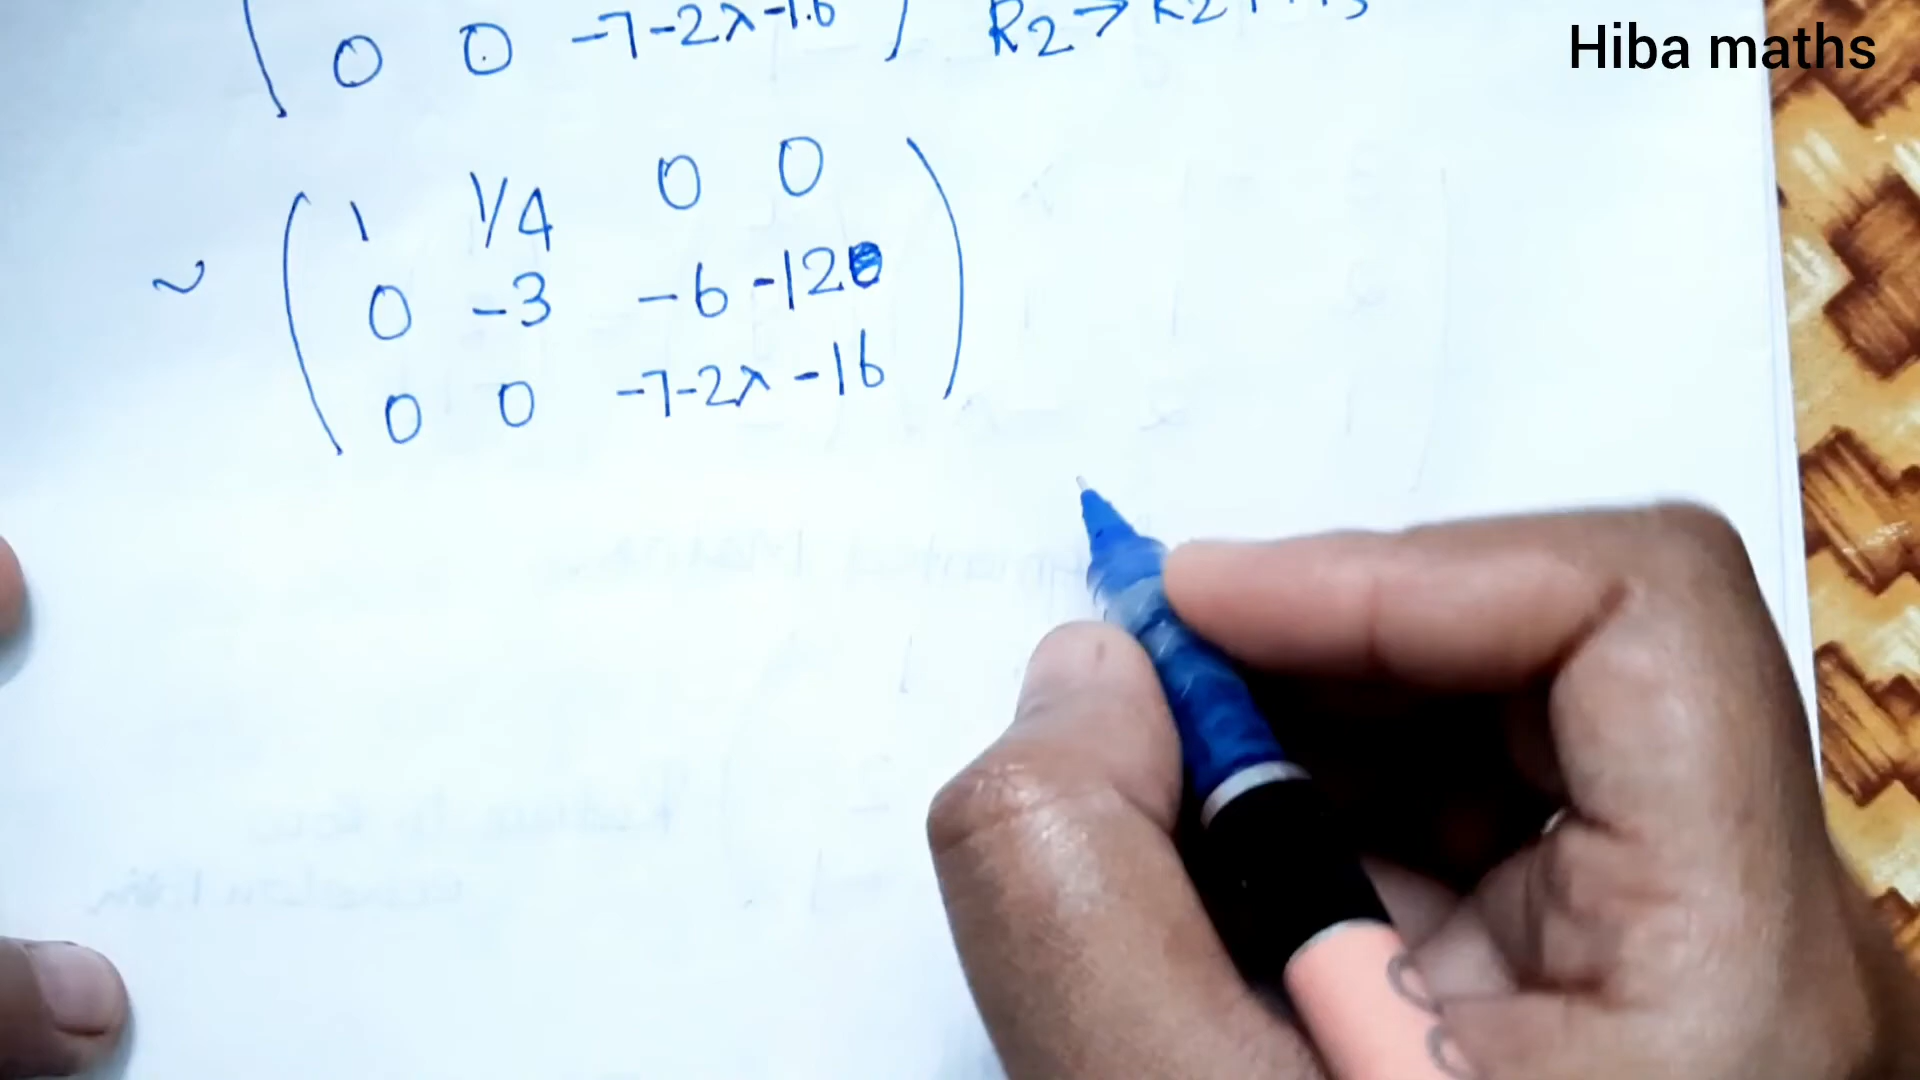 Hiba maths
0 0 -7-2λ-16 R2→R2
~ ( 1 1/4 0 0 )
0 -3 -6 -12
0 0 -7-2λ -16